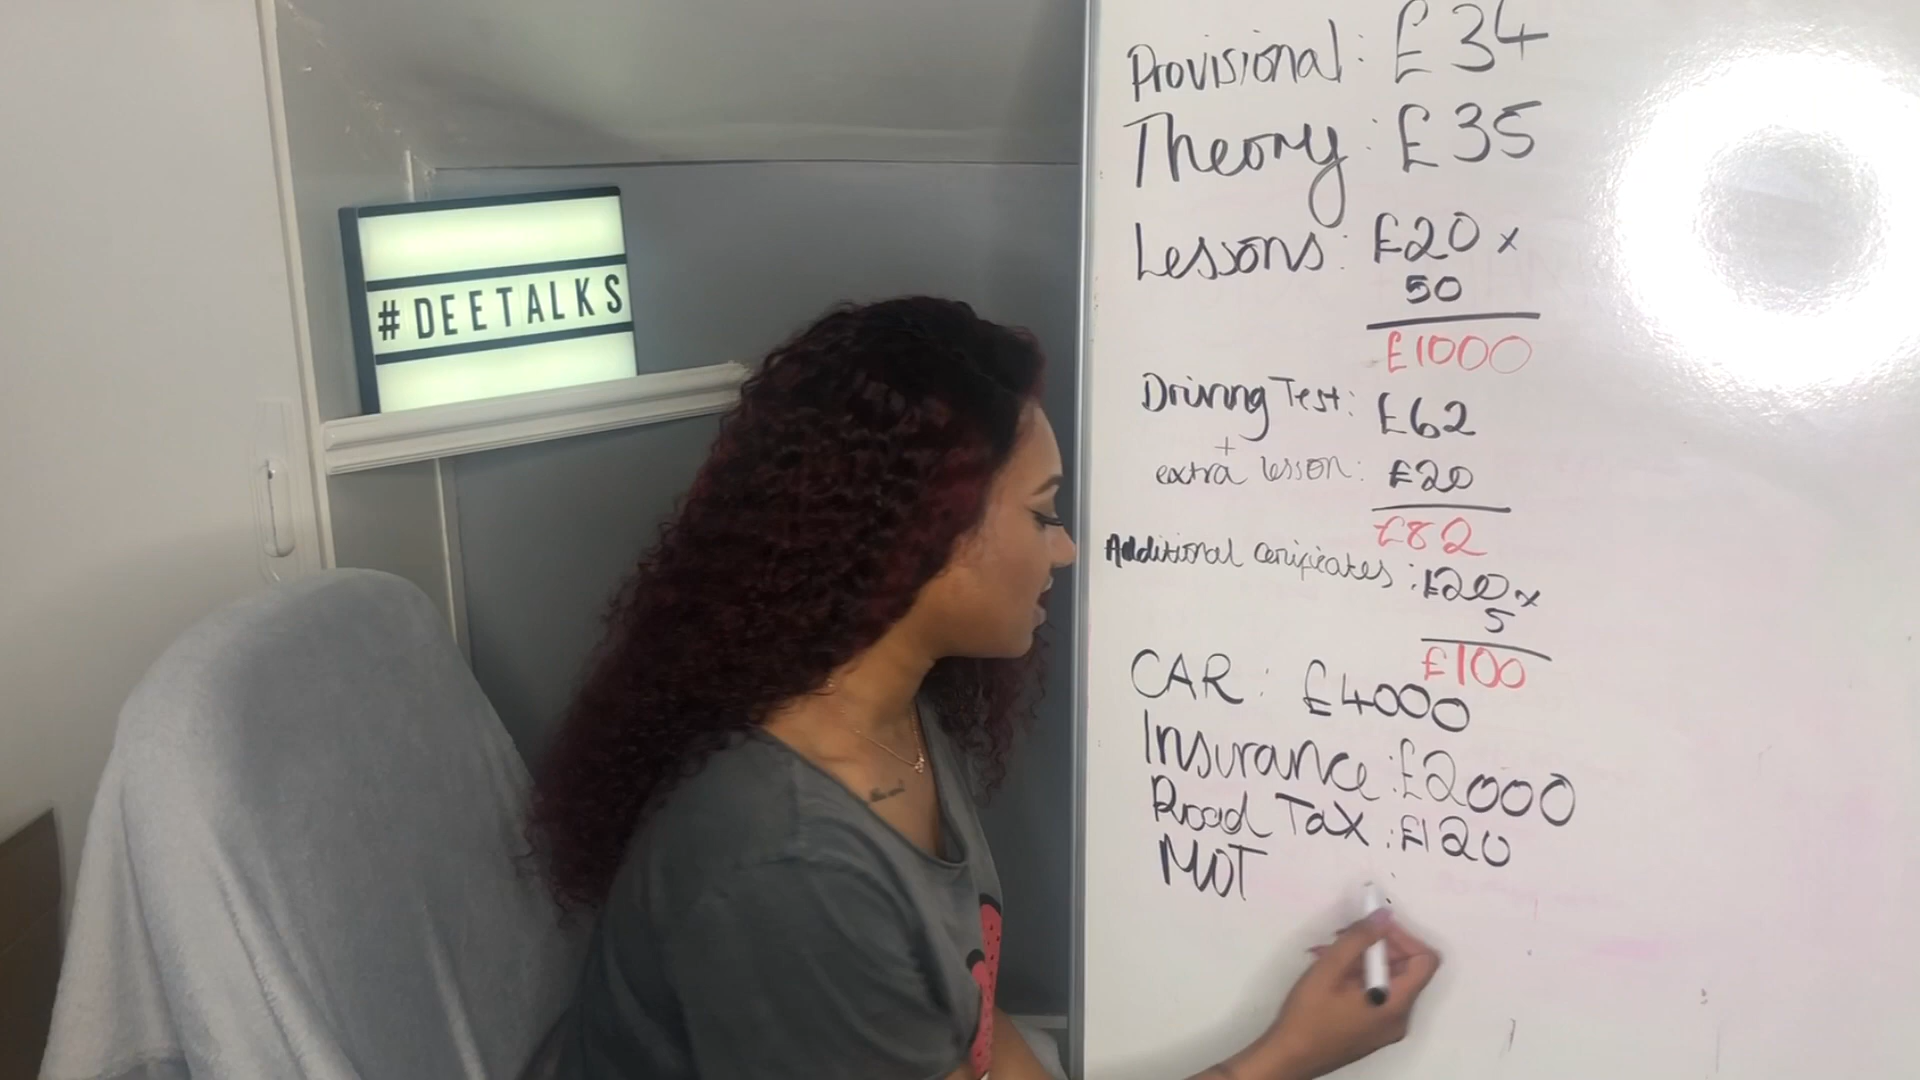 #DEETALKS
Provisional: £34
Theory: £35
Lessons: £20 x
50
£1000
Driving Test: £62
+
extra lesson: £20
£82
Additional cerificates: £20 x
5
£100
CAR: £4000
Insurance: £2000
Road Tax: £120
MOT :